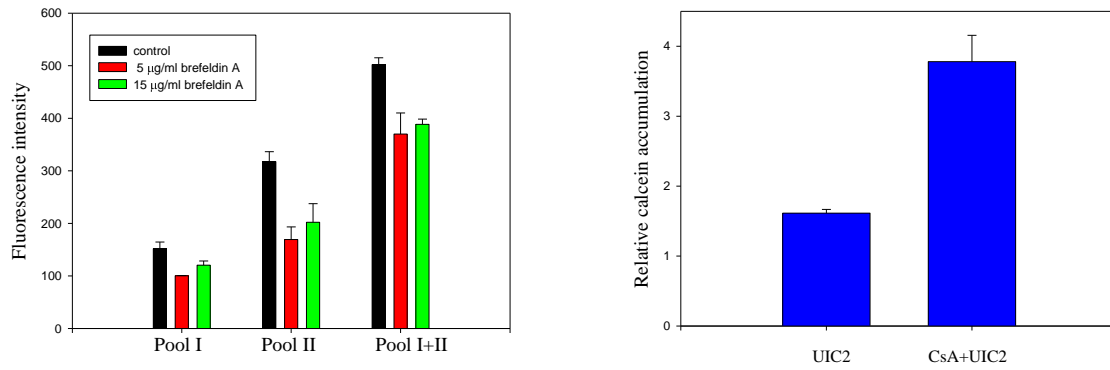 600
500
400
300
200
100
0
Fluorescence intensity
control
5 μg/ml brefeldin A
15 μg/ml brefeldin A
Pool I
Pool II
Pool I+II
4
3
2
1
0
Relative calcein accumulation
UIC2
CsA+UIC2